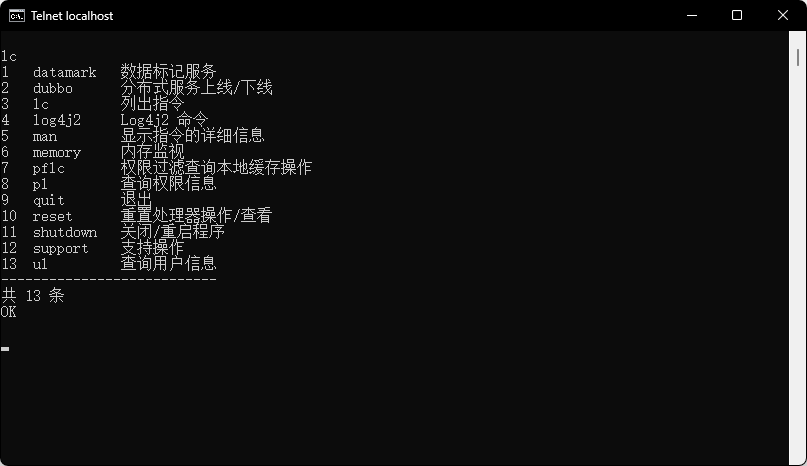 Telnet localhost
lc
1 datamark 数据标记服务
2 dubbo 分布式服务上线/下线
3 lc 列出指令
4 log4j2 Log4j2 命令
5 man 显示指令的详细信息
6 memory 内存监视
7 pflc 权限过滤查询本地缓存操作
8 pl 查询权限信息
9 quit 退出
10 reset 重置处理器操作/查看
11 shutdown 关闭/重启程序
12 support 支持操作
13 ul 查询用户信息
---------------------------
共 13 条
OK